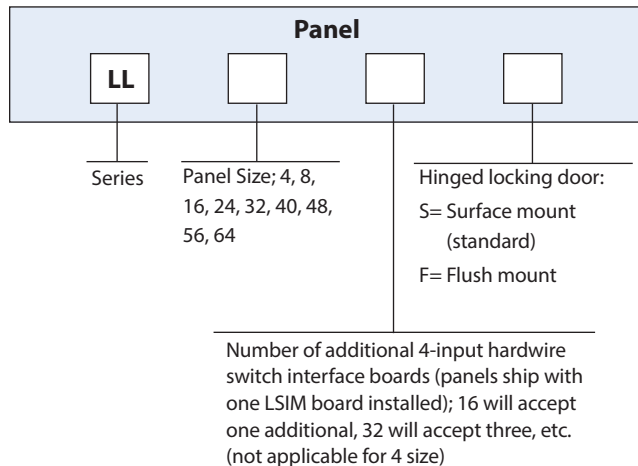 Panel
LL
Series
Panel Size; 4, 8,
16, 24, 32, 40, 48,
56, 64
Hinged locking door:
S= Surface mount
(standard)
F= Flush mount
Number of additional 4-input hardwire
switch interface boards (panels ship with
one LSIM board installed); 16 will accept
one additional, 32 will accept three, etc.
(not applicable for 4 size)